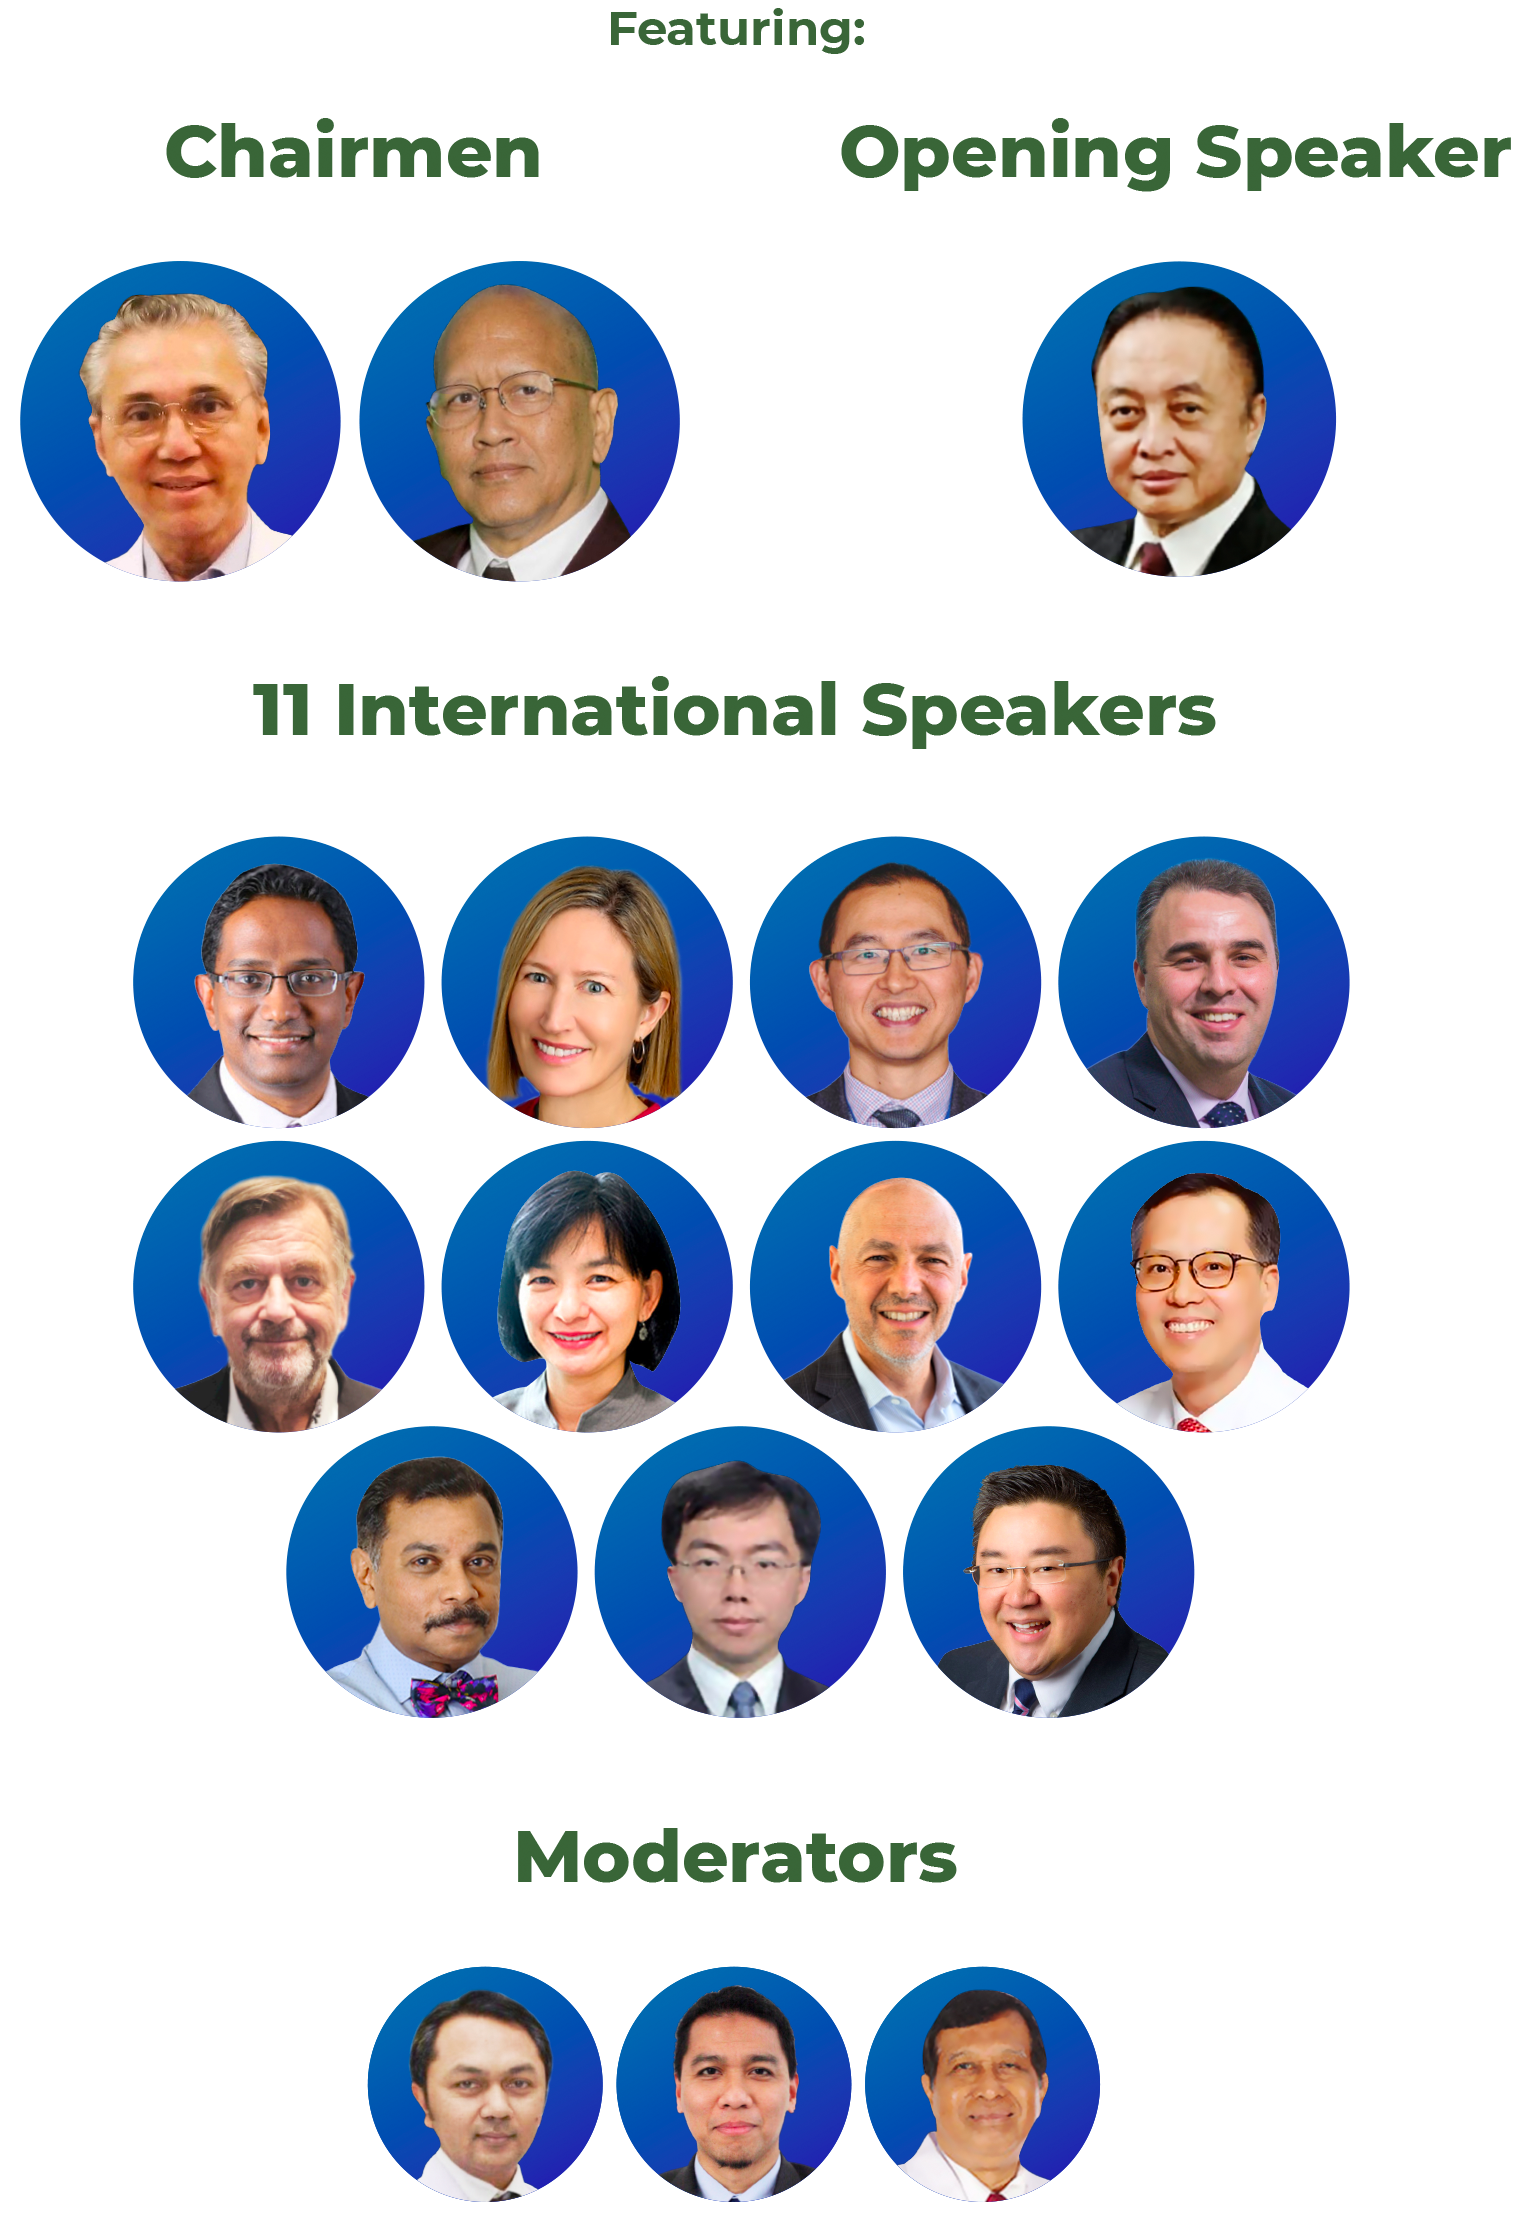 Featuring:
Chairmen
Opening Speaker
11 International Speakers
Moderators